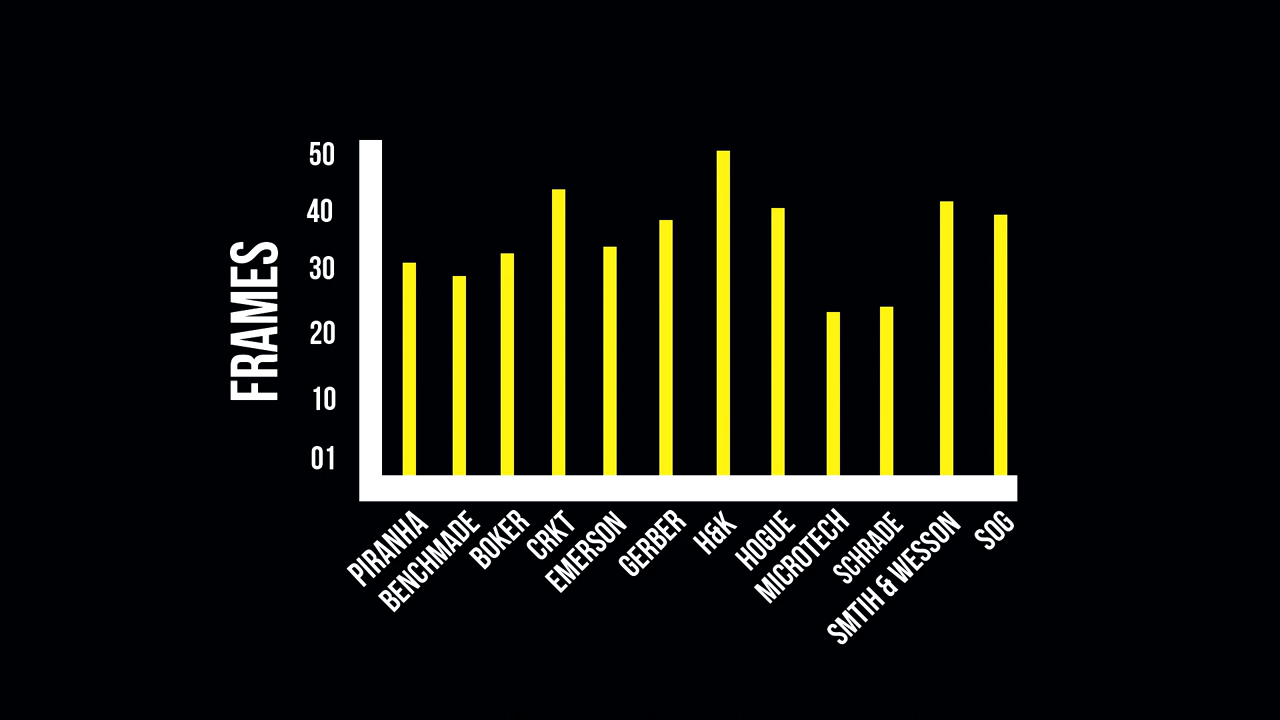 FRAMES
50
40
30
20
10
01
PIRANHA
BENCHMADE
BOKER
CRKT
EMERSON
GERBER
H&K
HOGUE
MICROTECH
SCHRADE
SMTIH & WESSON
SOG